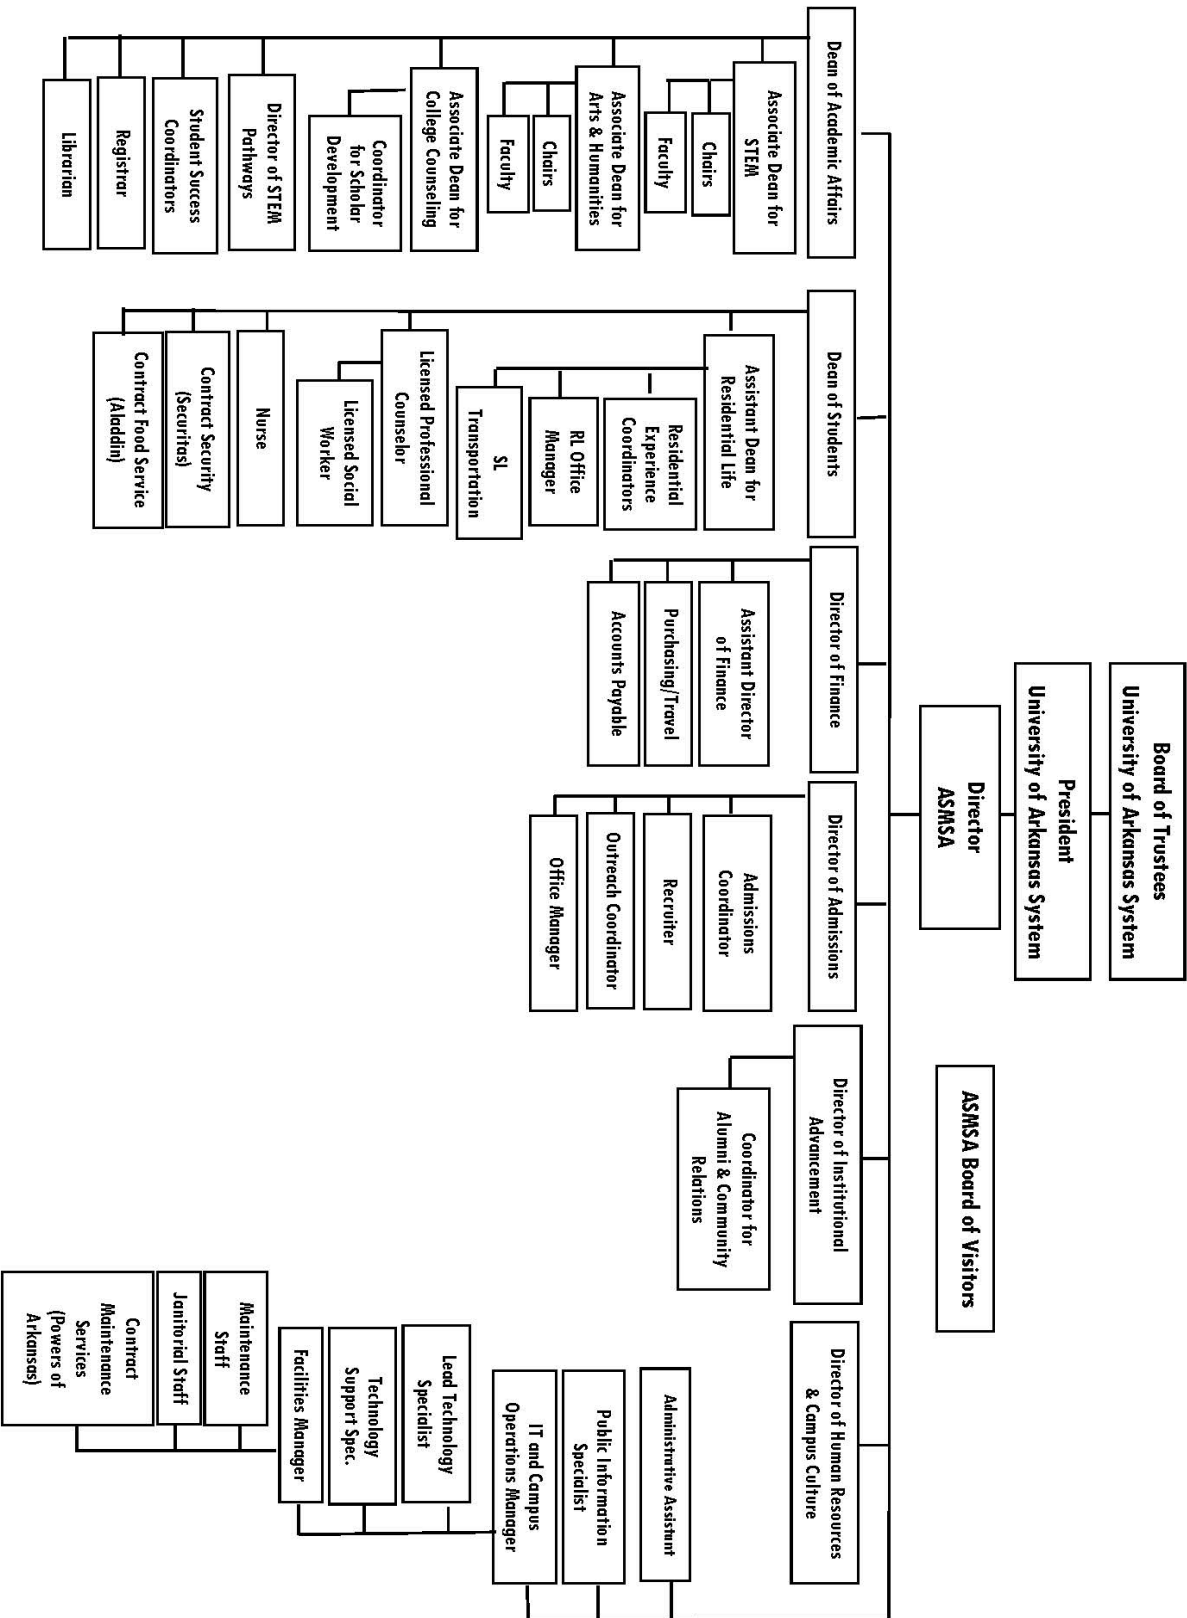 Board of Trustees
University of Arkansas System
President
University of Arkansas System
Director
ASMSA
ASMSA Board of Visitors
Dean of Academic Affairs
Associate Dean for
STEM
Chairs
Faculty
Associate Dean for
Arts & Humanities
Chairs
Faculty
Associate Dean for
College Counseling
Coordinator
for Scholar
Development
Director of STEM
Pathways
Student Success
Coordinators
Registrar
Librarian
Dean of Students
Assistant Dean for
Residential Life
Residential
Experience
Coordinators
RL Office
Manager
SL
Transportation
Licensed Professional
Counselor
Licensed Social
Worker
Nurse
Contract Security
(Securitas)
Contract Food Service
(Aladdin)
Director of Finance
Assistant Director
of Finance
Purchasing/Travel
Accounts Payable
Director of Admissions
Admissions
Coordinator
Recruiter
Outreach Coordinator
Office Manager
Director of Institutional
Advancement
Coordinator for
Alumni & Community
Relations
Director of Human Resources
& Campus Culture
Administrative Assistant
Public Information
Specialist
IT and Campus
Operations Manager
Lead Technology
Specialist
Technology
Support Spec.
Facilities Manager
Maintenance
Staff
Janitorial Staff
Contract
Maintenance
Services
(Powers of
Arkansas)